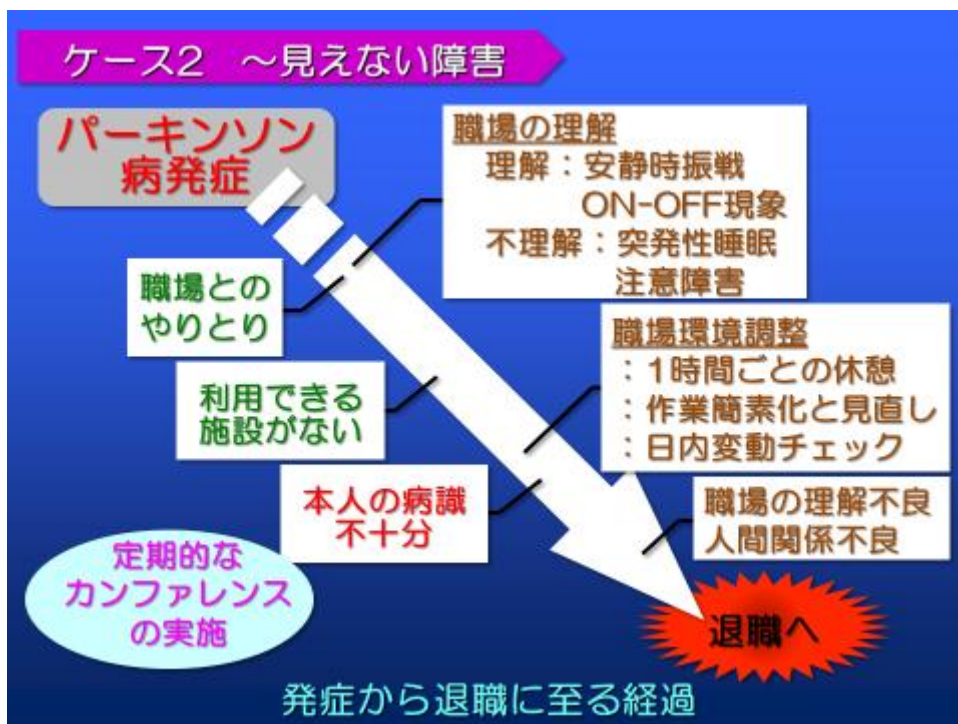 ケース2　～見えない障害
パーキンソン
病発症
職場の理解
理解：安静時振戦
ON-OFF現象
不理解：突発性睡眠
注意障害
職場との
やりとり
職場環境調整
：1時間ごとの休憩
：作業簡素化と見直し
：日内変動チェック
利用できる
施設がない
本人の病識
不十分
職場の理解不良
人間関係不良
定期的な
カンファレンス
の実施
退職へ
発症から退職に至る経過